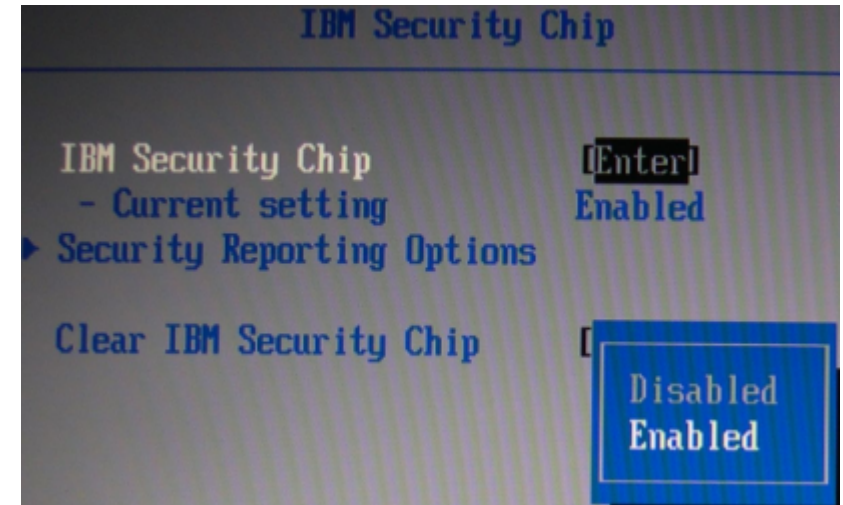 IBM Security Chip
IBM Security Chip [Enter]
- Current setting Enabled
Security Reporting Options
Clear IBM Security Chip [
Disabled
Enabled